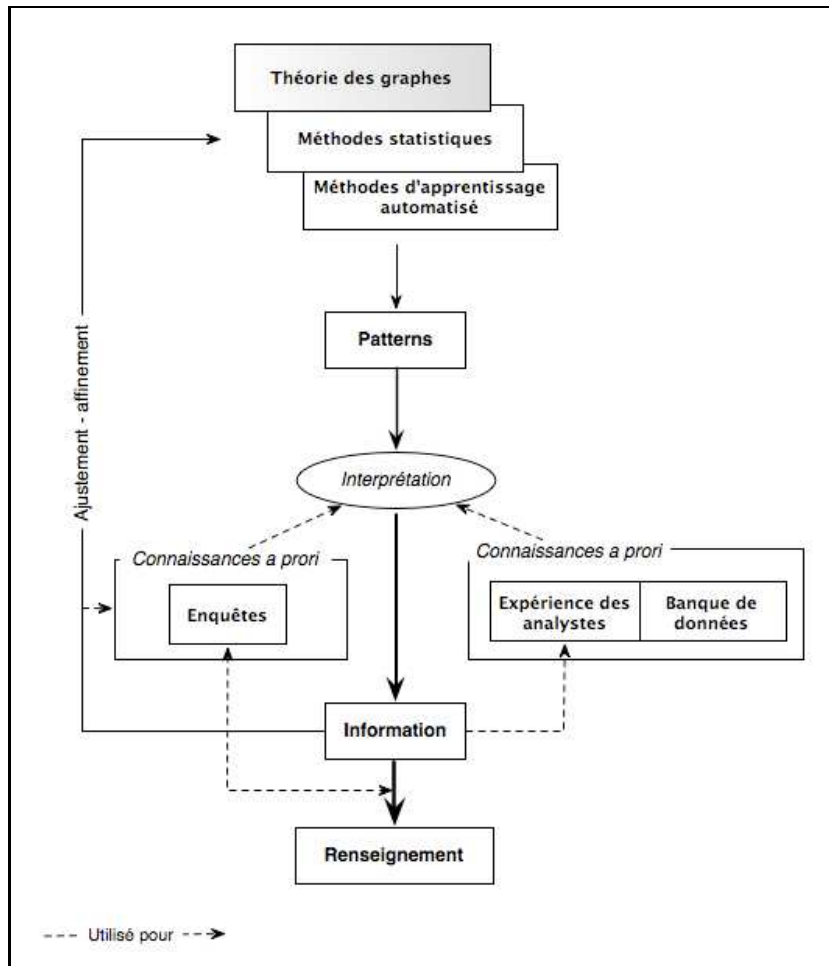 Théorie des graphes
Méthodes statistiques
Méthodes d'apprentissage
automatisé
Patterns
Ajustement - affinement
Interprétation
Connaissances a prori
Enquêtes
Connaissances a prori
Expérience des
analystes
Banque de
données
Information
Renseignement
Utilisé pour